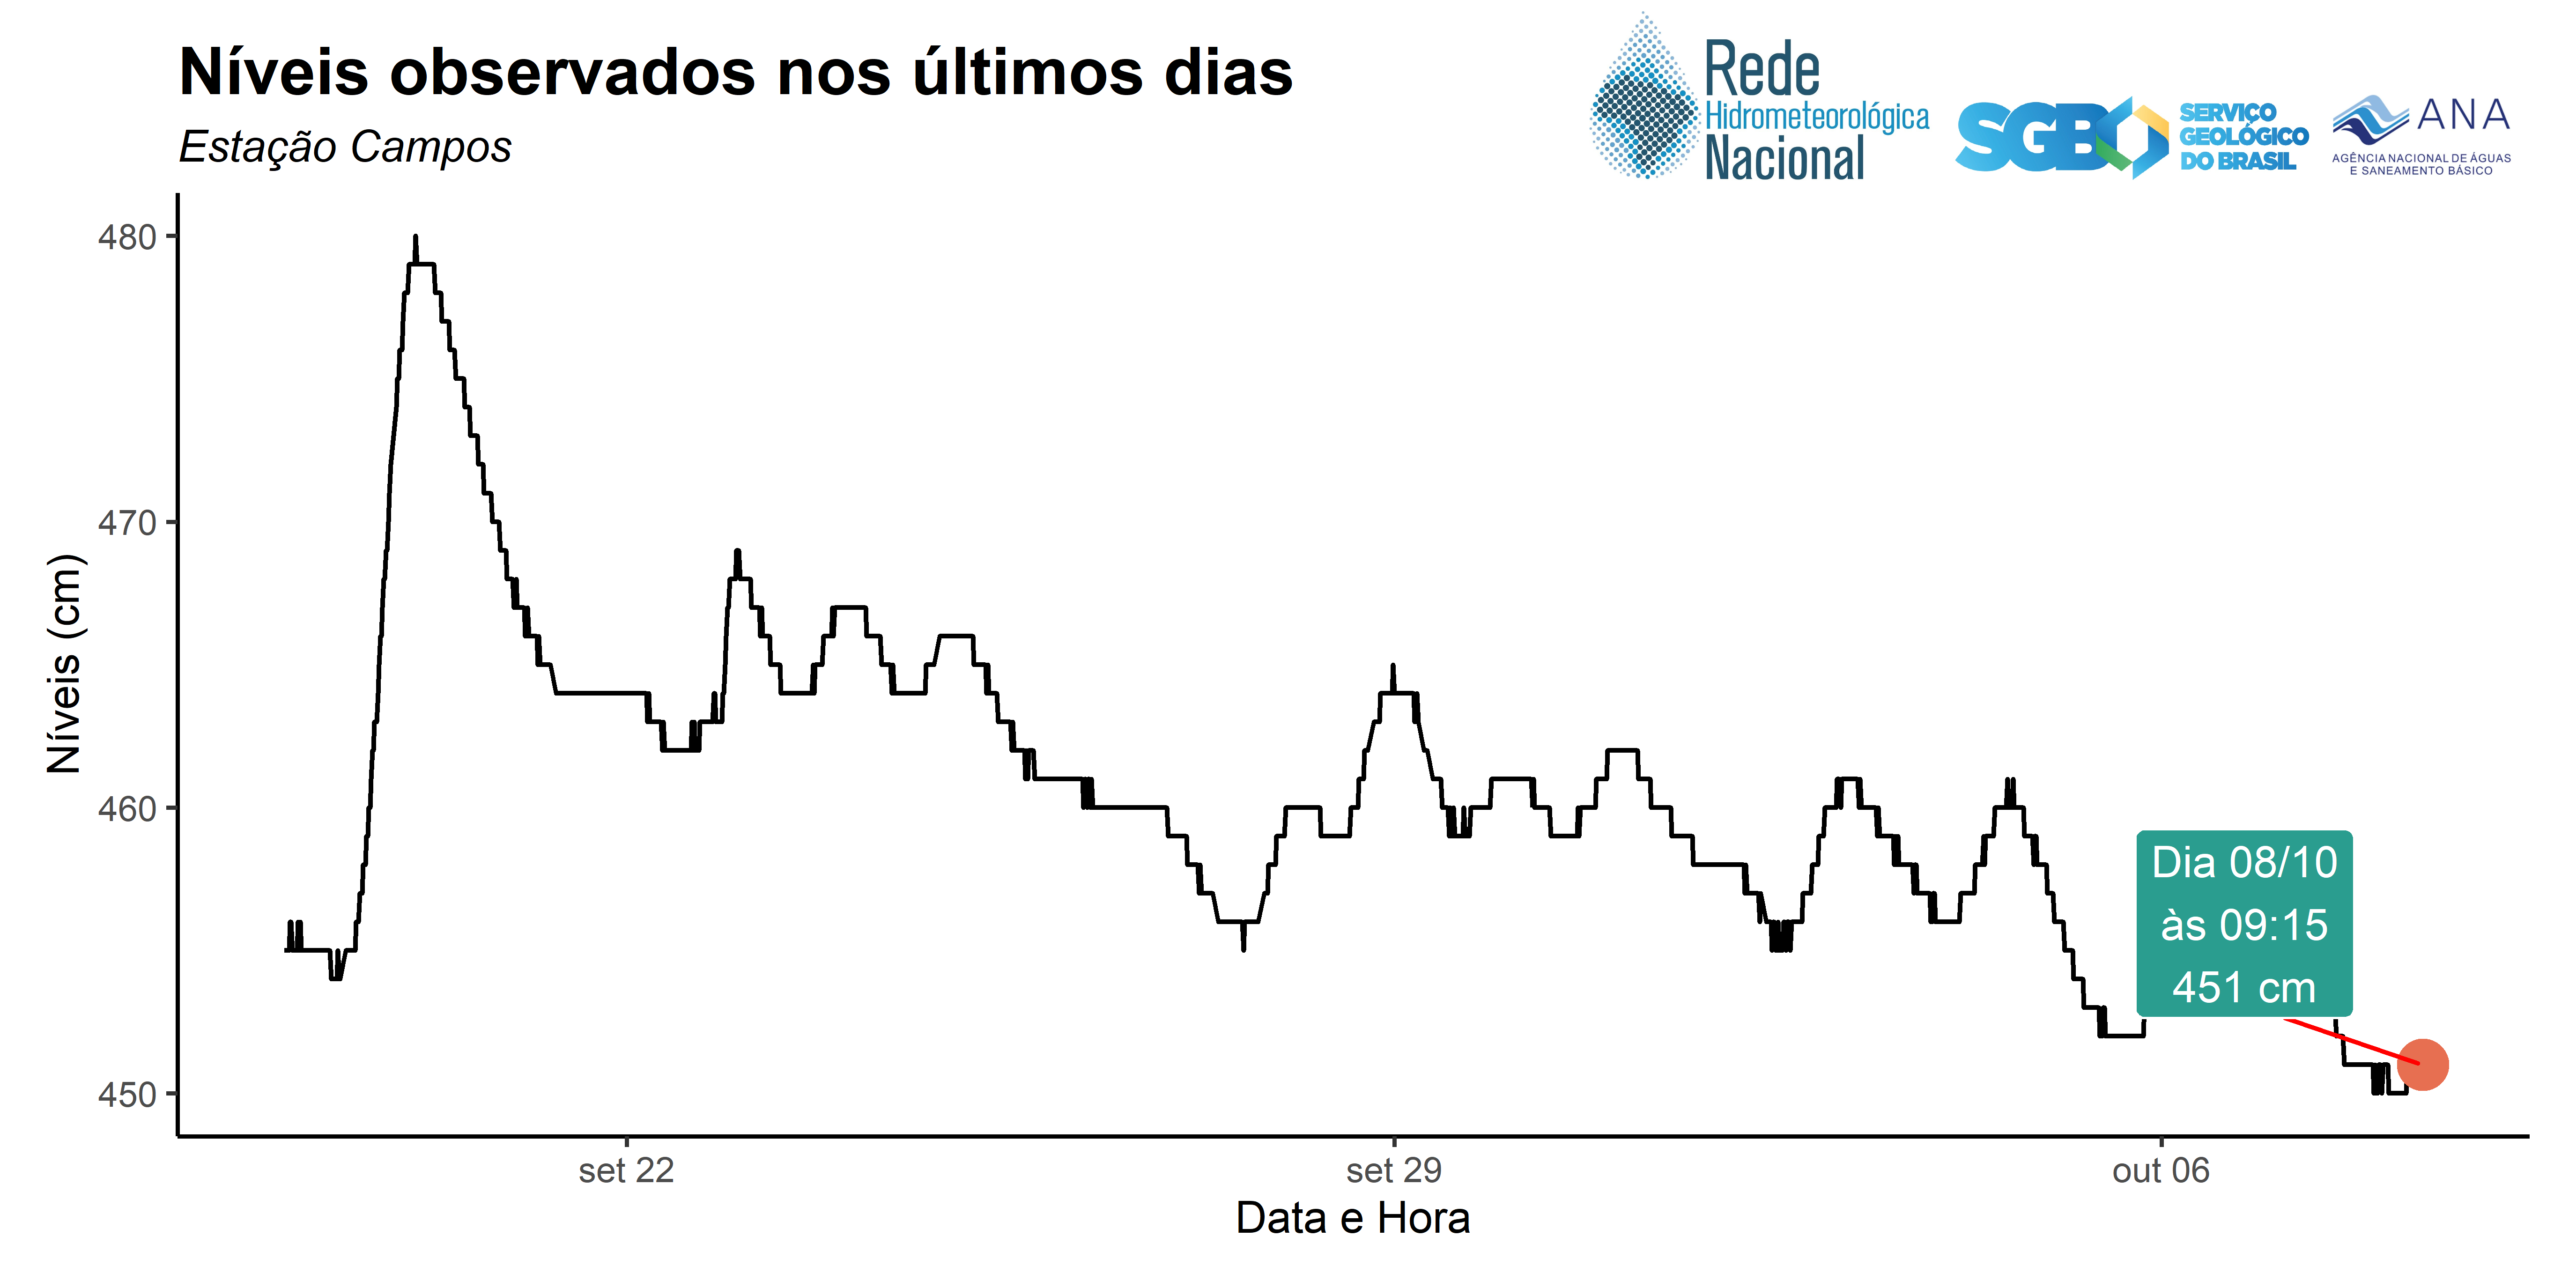 Níveis observados nos últimos dias
Estação Campos
Rede
Hidrometeorológica
Nacional
SGB
SERVIÇO
GEOLÓGICO
DO BRASIL
ANA
AGÊNCIA NACIONAL DE ÁGUAS
E SANEAMENTO BÁSICO
Níveis (cm)
480
470
460
450
Dia 08/10
às 09:15
451 cm
set 22
set 29
out 06
Data e Hora